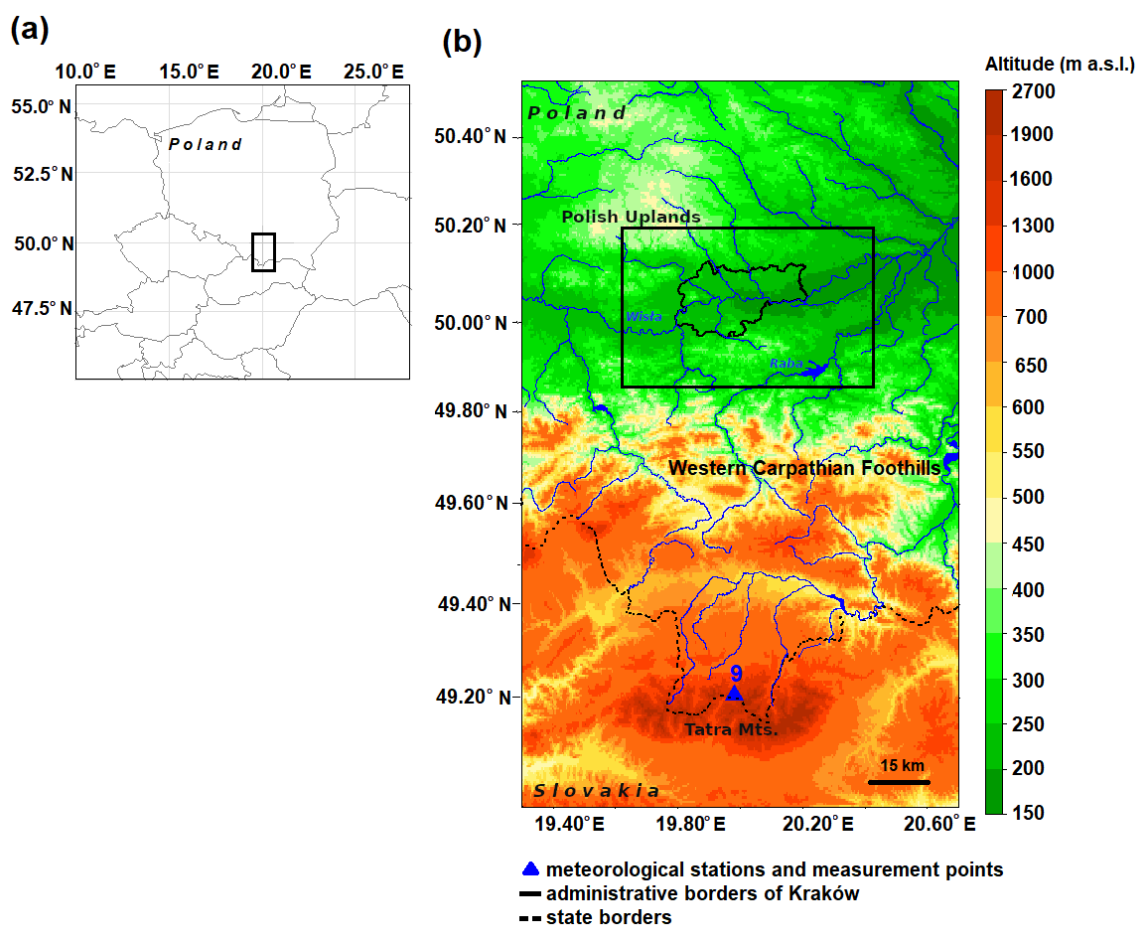 (a)
10.0° E 15.0° E 20.0° E 25.0° E
55.0° N
52.5° N
50.0° N
47.5° N
Poland
(b)
Poland
50.40° N
50.20° N
50.00° N
49.80° N
49.60° N
49.40° N
49.20° N
Polish Uplands
Wisła
Raba
Western Carpathian Foothills
9
Tatra Mts.
15 km
Slovakia
19.40° E 19.80° E 20.20° E 20.60° E
Altitude (m a.s.l.)
2700
1900
1600
1300
1000
700
650
600
550
500
450
400
350
300
250
200
150
meteorological stations and measurement points
administrative borders of Kraków
state borders